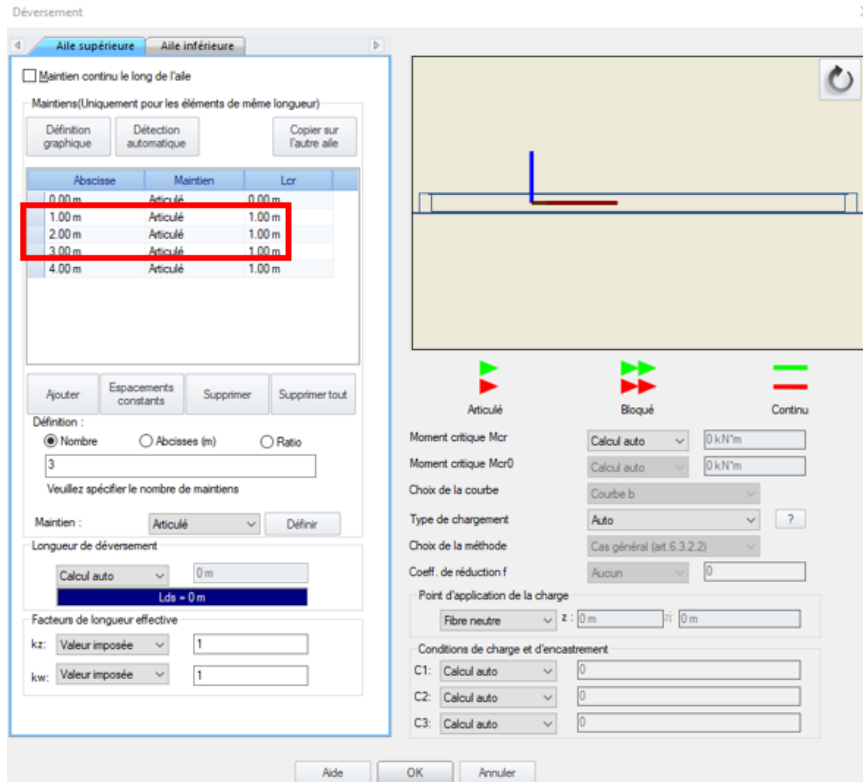 Déversement
Aile supérieure Aile inférieure
Maintien continu le long de l'aile
Maintiens(Uniquement pour les éléments de même longueur)
Définition graphique Détection automatique Copier sur l'autre aile
Abscisse Maintien Lcr
0.00 m Articulé 0.00 m
1.00 m Articulé 1.00 m
2.00 m Articulé 1.00 m
3.00 m Articulé 1.00 m
4.00 m Articulé 1.00 m
Ajouter Espacements constants Supprimer Supprimer tout
Définition :
Nombre Abcisses (m) Ratio
3
Veuillez spécifier le nombre de maintiens
Maintien : Articulé Définir
Longueur de déversement
Calcul auto 0 m
Lds = 0 m
Facteurs de longueur effective
kz: Valeur imposée 1
kw: Valeur imposée 1
Articulé Bloqué Continu
Moment critique Mcr Calcul auto 0 kN*m
Moment critique Mcr0 Calcul auto 0 kN*m
Choix de la courbe Courbe b
Type de chargement Auto ?
Choix de la méthode Cas général (art.6.3.2.2)
Coeff. de réduction f Aucun 0
Point d'application de la charge
Fibre neutre z : 0 m zj 0 m
Conditions de charge et d'encastrement
C1: Calcul auto 0
C2: Calcul auto 0
C3: Calcul auto 0
Aide OK Annuler